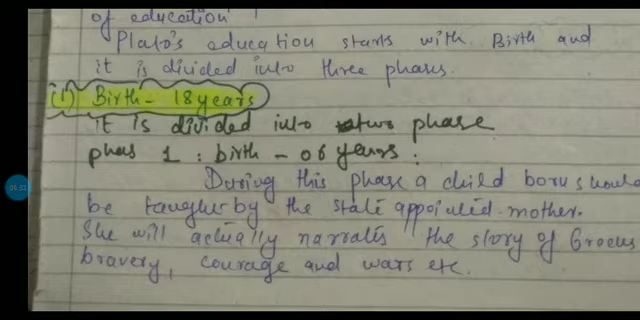 of education
Plato's education starts with Birth and
it is divided into three phases.
(i) Birth - 18 years
it is divided into two phase
phas 1 : birth - 06 years :
During this phase a child born should
be taught by the state appointed mother.
She will actually narrates the story of Greeks
bravery, courage and wars etc.